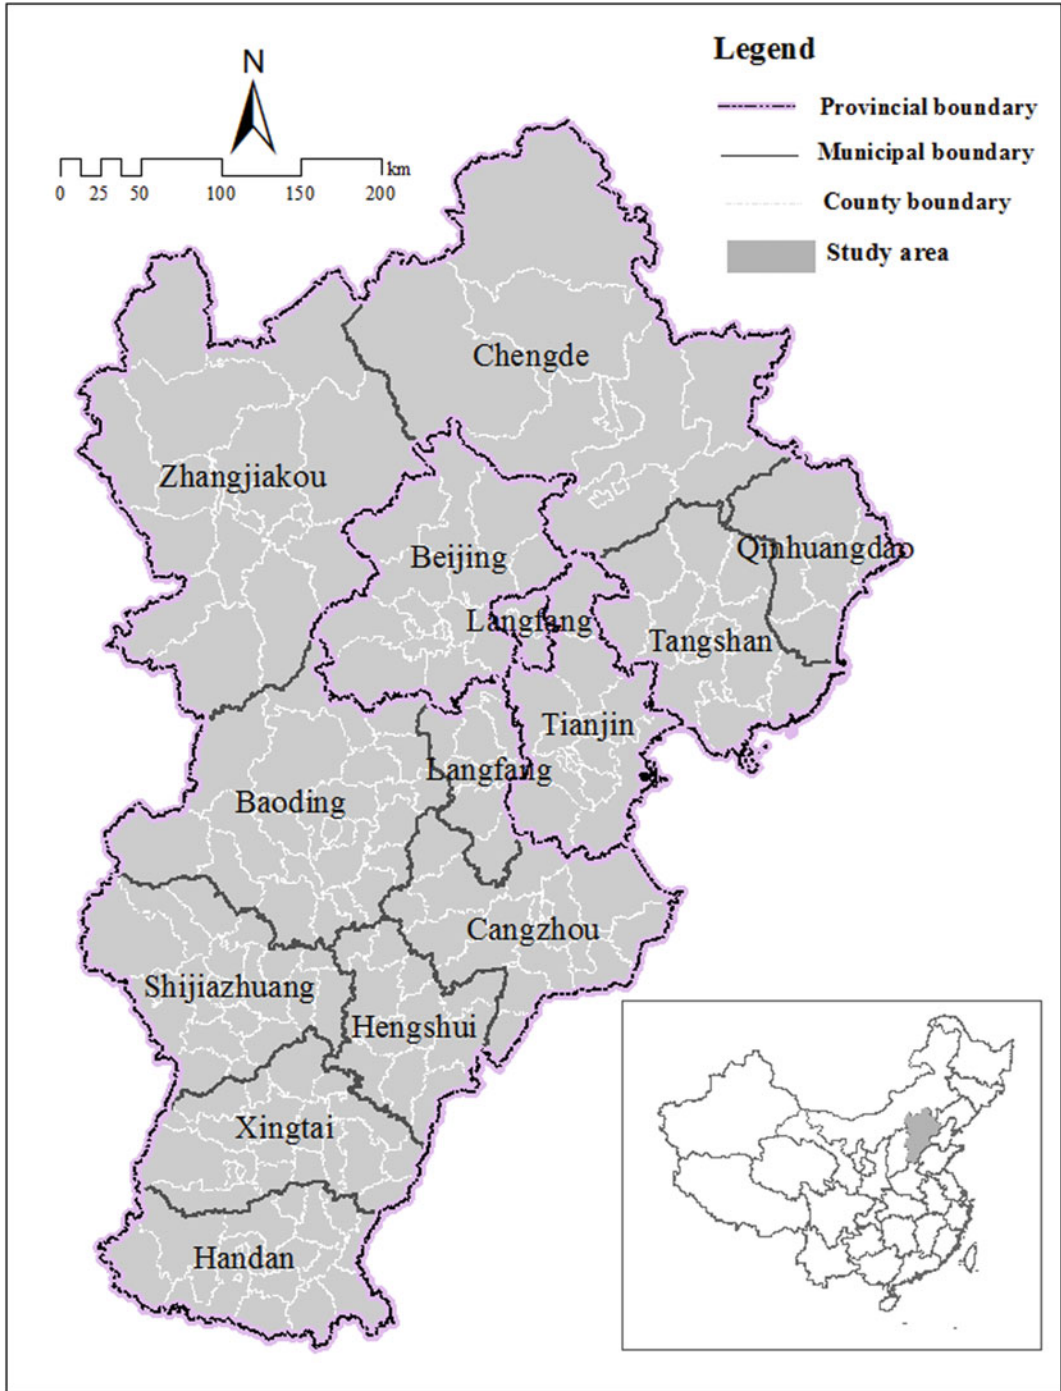 Legend
N
Provincial boundary
Municipal boundary
County boundary
Study area
km
0 25 50 100 150 200
Chengde
Zhangjiakou
Beijing
Qinhuangdao
Langfang
Tangshan
Tianjin
Langfang
Baoding
Cangzhou
Shijiazhuang
Hengshui
Xingtai
Handan